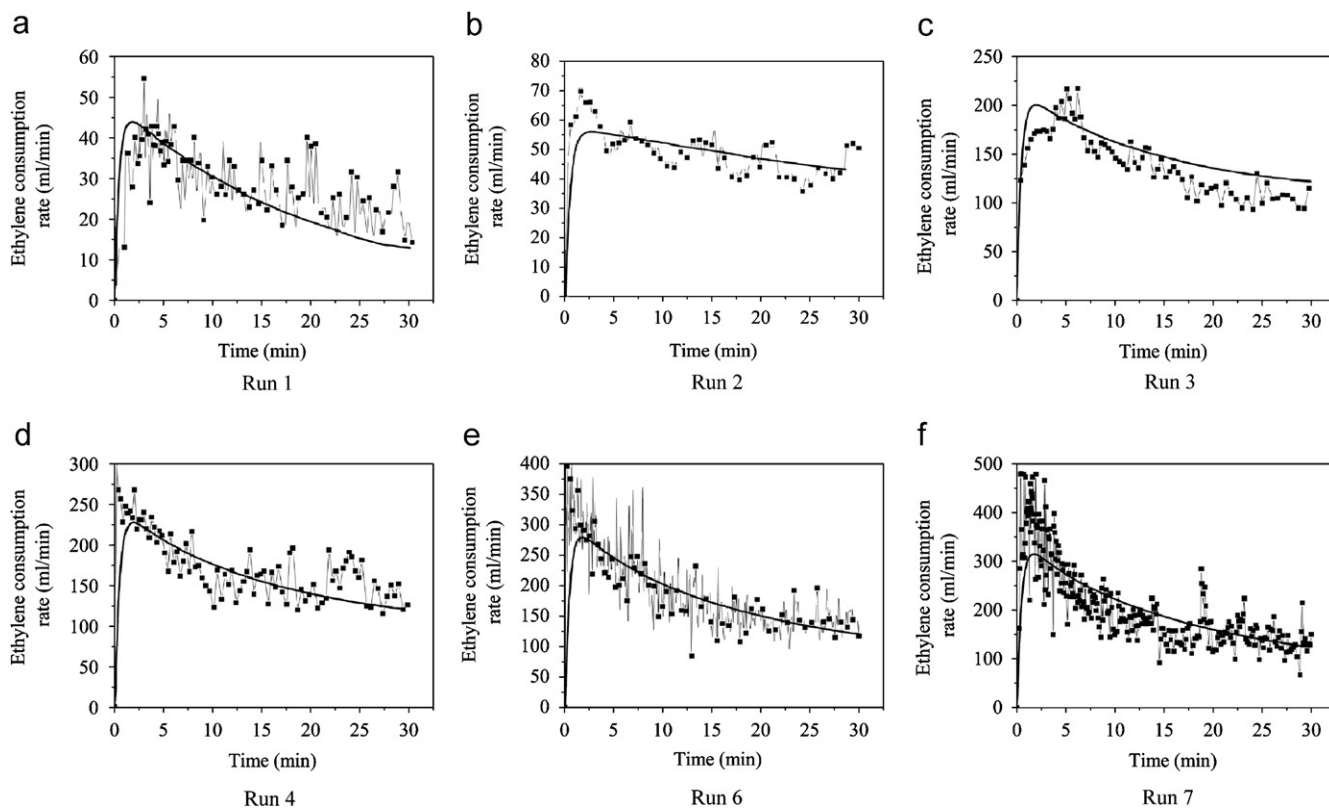 a
Ethylene consumption
rate (ml/min)
60
50
40
30
20
10
0
0 5 10 15 20 25 30
Time (min)
Run 1
b
Ethylene consumption
rate (ml/min)
80
70
60
50
40
30
20
10
0
0 5 10 15 20 25 30
Time (min)
Run 2
c
Ethylene consumption
rate (ml/min)
250
200
150
100
50
0
0 5 10 15 20 25 30
Time (min)
Run 3
d
Ethylene consumption
rate (ml/min)
300
250
200
150
100
50
0
0 5 10 15 20 25 30
Time (min)
Run 4
e
Ethylene consumption
rate (ml/min)
400
350
300
250
200
150
100
50
0
0 5 10 15 20 25 30
Time (min)
Run 6
f
Ethylene consumption
rate (ml/min)
500
400
300
200
100
0
0 5 10 15 20 25 30
Time (min)
Run 7